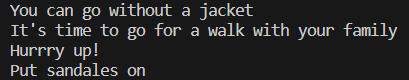 You can go without a jacket
It's time to go for a walk with your family
Hurrry up!
Put sandales on